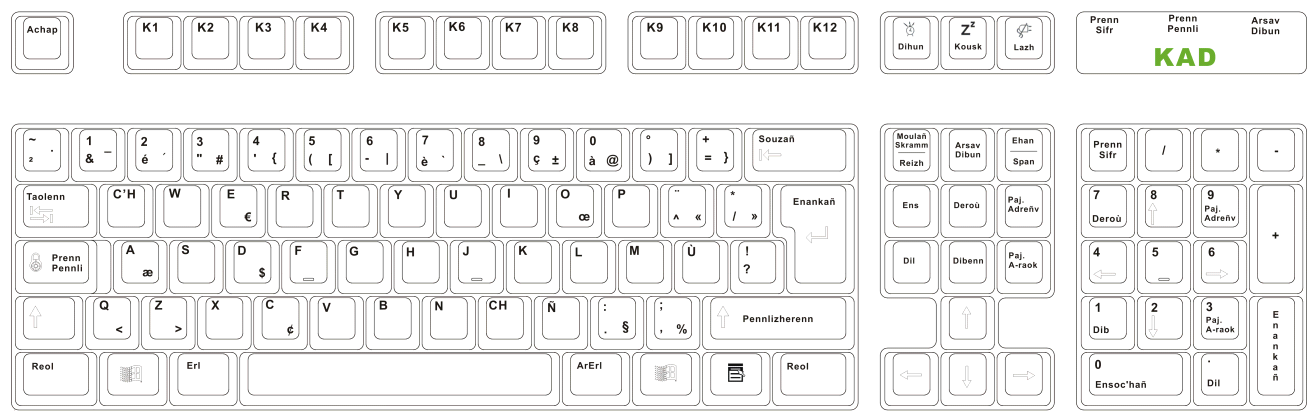 Achap K1 K2 K3 K4 K5 K6 K7 K8 K9 K10 K11 K12
Dihun
Zz
Kousk
Lazh
Prenn
Sifr
Prenn
Pennli
Arsav
Dibun
KAD
~ · ²
1 _ &
2 ´ é
3 " #
4 ' {
5 ( [
6 - |
7 è `
8 _ \
9 ç ±
0 à @
° ) ]
+ = }
Souzañ
Taolenn
C'H
W
E €
R
T
Y
U
I
O œ
P
¨ ^ «
* / »
Enankañ
Prenn
Pennli
A æ
S
D $
F _
G
H
J _
K
L
M
Ù
! ?
Q <
Z >
X
C ¢
V
B
N
CH
Ñ
: . §
; , %
Pennlizherenn
Reol
Erl
ArErl
Reol
Moulañ
Skramm
Reizh
Arsav
Dibun
Ehan
Span
Ens
Deroù
Paj.
Adreñv
Dil
Dibenn
Paj.
A-raok
Prenn
Sifr
/
*
-
7
Deroù
8
9
Paj.
Adreñv
+
4
5
_
6
1
Dib
2
3
Paj.
A-raok
E
n
a
n
k
a
ñ
0
Ensoc'hañ
.
Dil